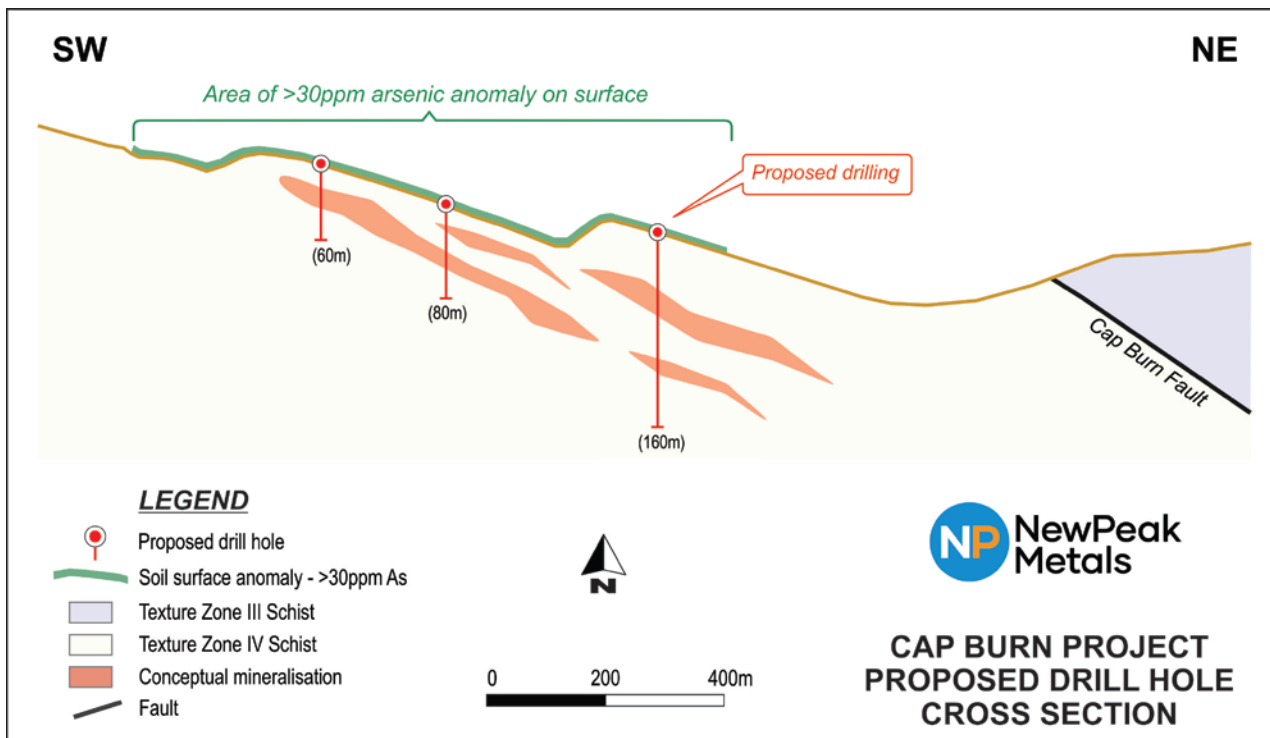 SW
NE
Area of >30ppm arsenic anomaly on surface
Proposed drilling
(60m)
(80m)
(160m)
Cap Burn Fault
LEGEND
Proposed drill hole
Soil surface anomaly - >30ppm As
Texture Zone III Schist
Texture Zone IV Schist
Conceptual mineralisation
Fault
N
0 200 400m
NP NewPeak
Metals
CAP BURN PROJECT
PROPOSED DRILL HOLE
CROSS SECTION